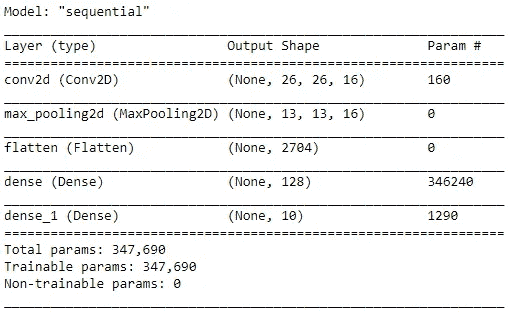 Model: "sequential"
Layer (type) Output Shape Param #
conv2d (Conv2D) (None, 26, 26, 16) 160
max_pooling2d (MaxPooling2D) (None, 13, 13, 16) 0
flatten (Flatten) (None, 2704) 0
dense (Dense) (None, 128) 346240
dense_1 (Dense) (None, 10) 1290
Total params: 347,690
Trainable params: 347,690
Non-trainable params: 0